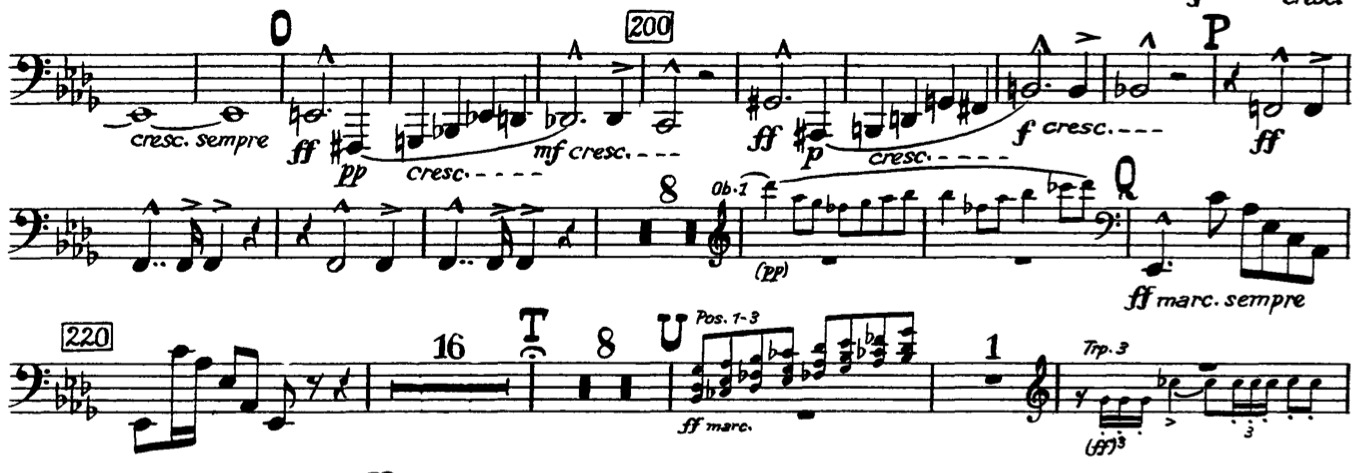 cresc.
O 200 P
cresc. sempre ff pp cresc. mf cresc. ff p cresc. f cresc. ff
8 Ob.1 Q
(pp) ff marc. sempre
220 16 T 8 U Pos. 1-3 1 Trp. 3
ff marc. (ff) 3 3